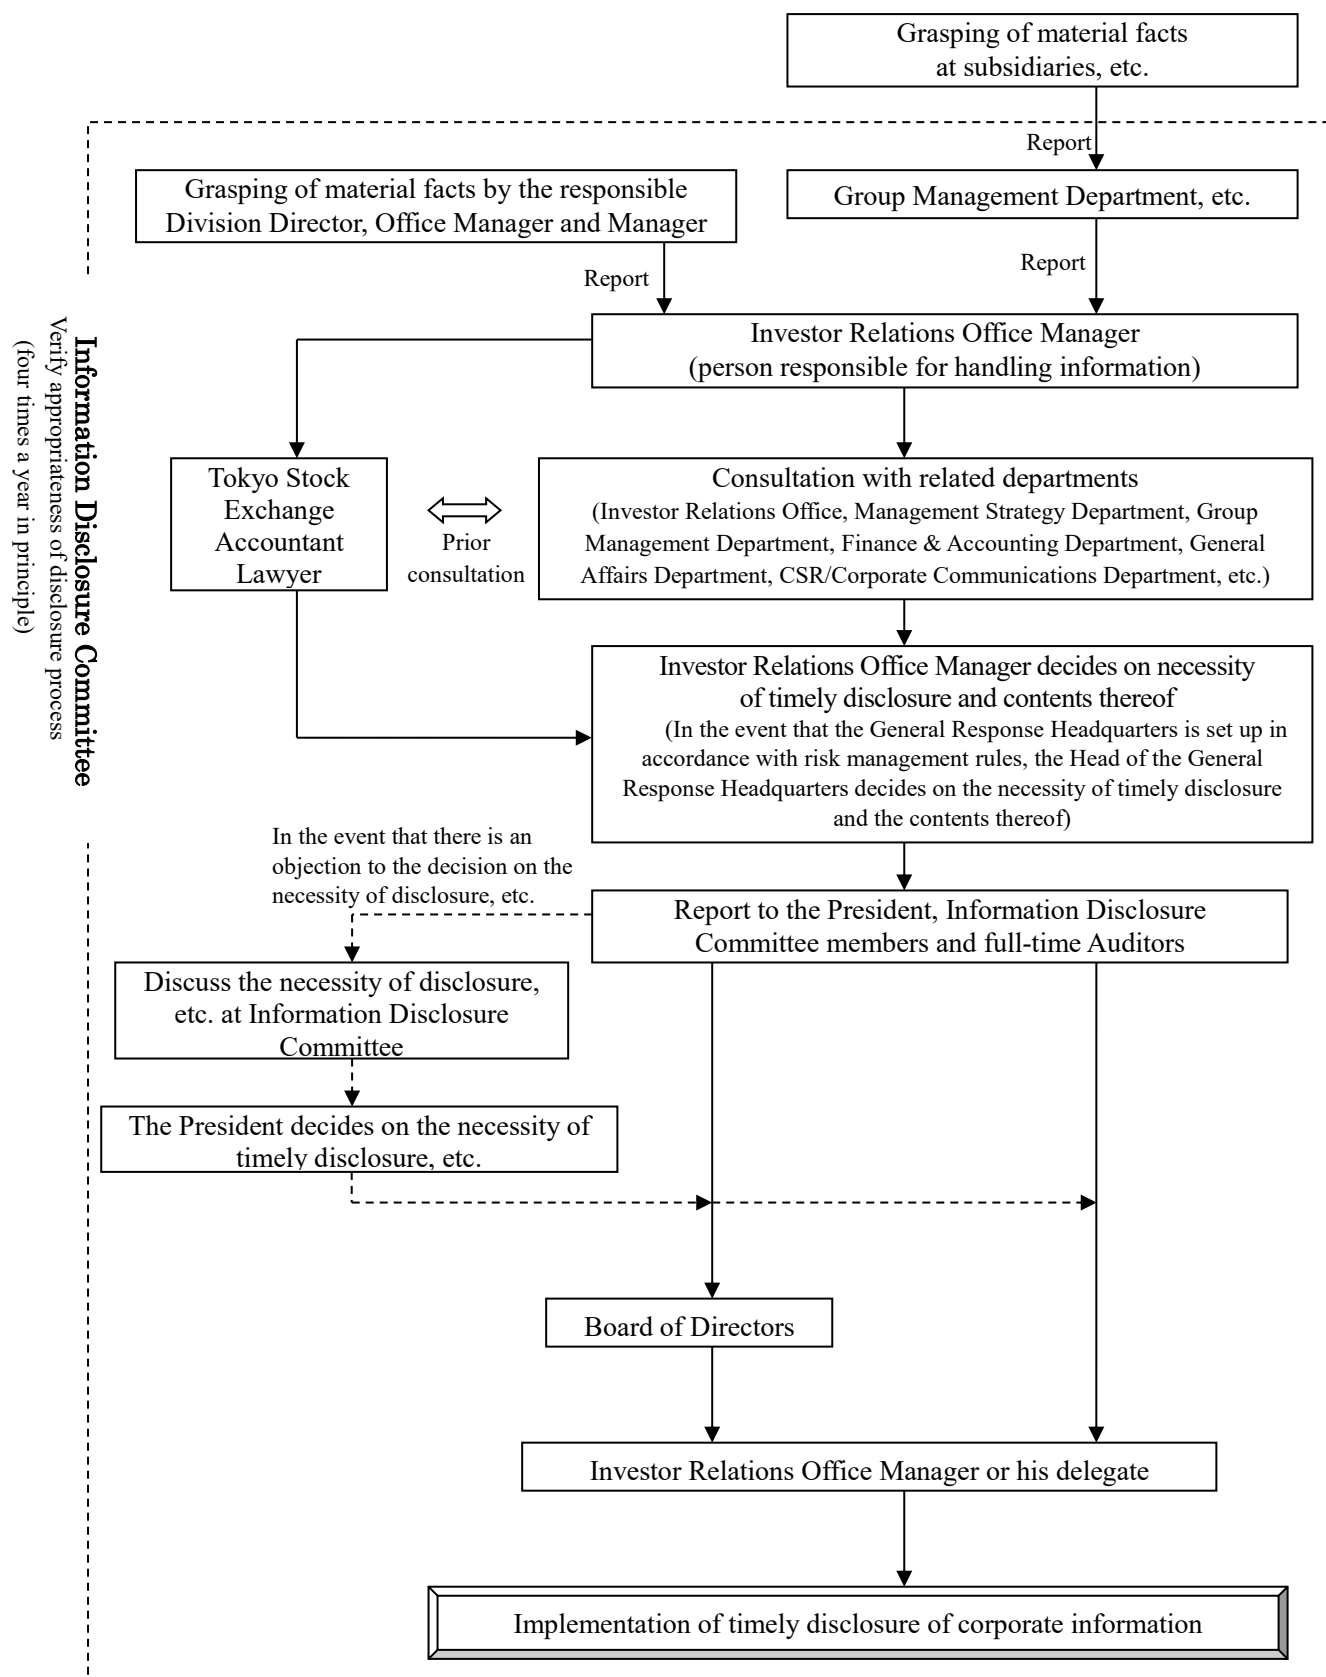 Grasping of material facts
at subsidiaries, etc.
Report
Grasping of material facts by the responsible
Division Director, Office Manager and Manager
Group Management Department, etc.
Report
Report
Investor Relations Office Manager
(person responsible for handling information)
Information Disclosure Committee
Verify appropriateness of disclosure process
(four times a year in principle)
Tokyo Stock
Exchange
Accountant
Lawyer
Prior
consultation
Consultation with related departments
(Investor Relations Office, Management Strategy Department, Group
Management Department, Finance & Accounting Department, General
Affairs Department, CSR/Corporate Communications Department, etc.)
Investor Relations Office Manager decides on necessity
of timely disclosure and contents thereof
(In the event that the General Response Headquarters is set up in
accordance with risk management rules, the Head of the General
Response Headquarters decides on the necessity of timely disclosure
and the contents thereof)
In the event that there is an
objection to the decision on the
necessity of disclosure, etc.
Report to the President, Information Disclosure
Committee members and full-time Auditors
Discuss the necessity of disclosure,
etc. at Information Disclosure
Committee
The President decides on the necessity of
timely disclosure, etc.
Board of Directors
Investor Relations Office Manager or his delegate
Implementation of timely disclosure of corporate information